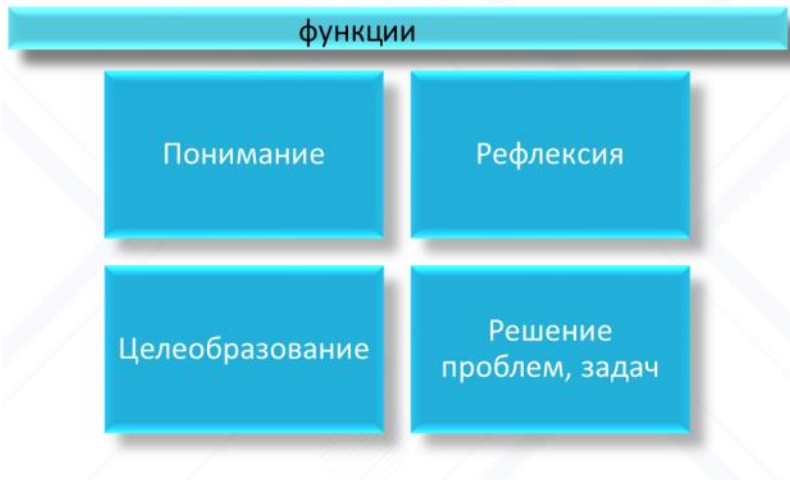 функции
Понимание
Рефлексия
Целеобразование
Решение
проблем, задач